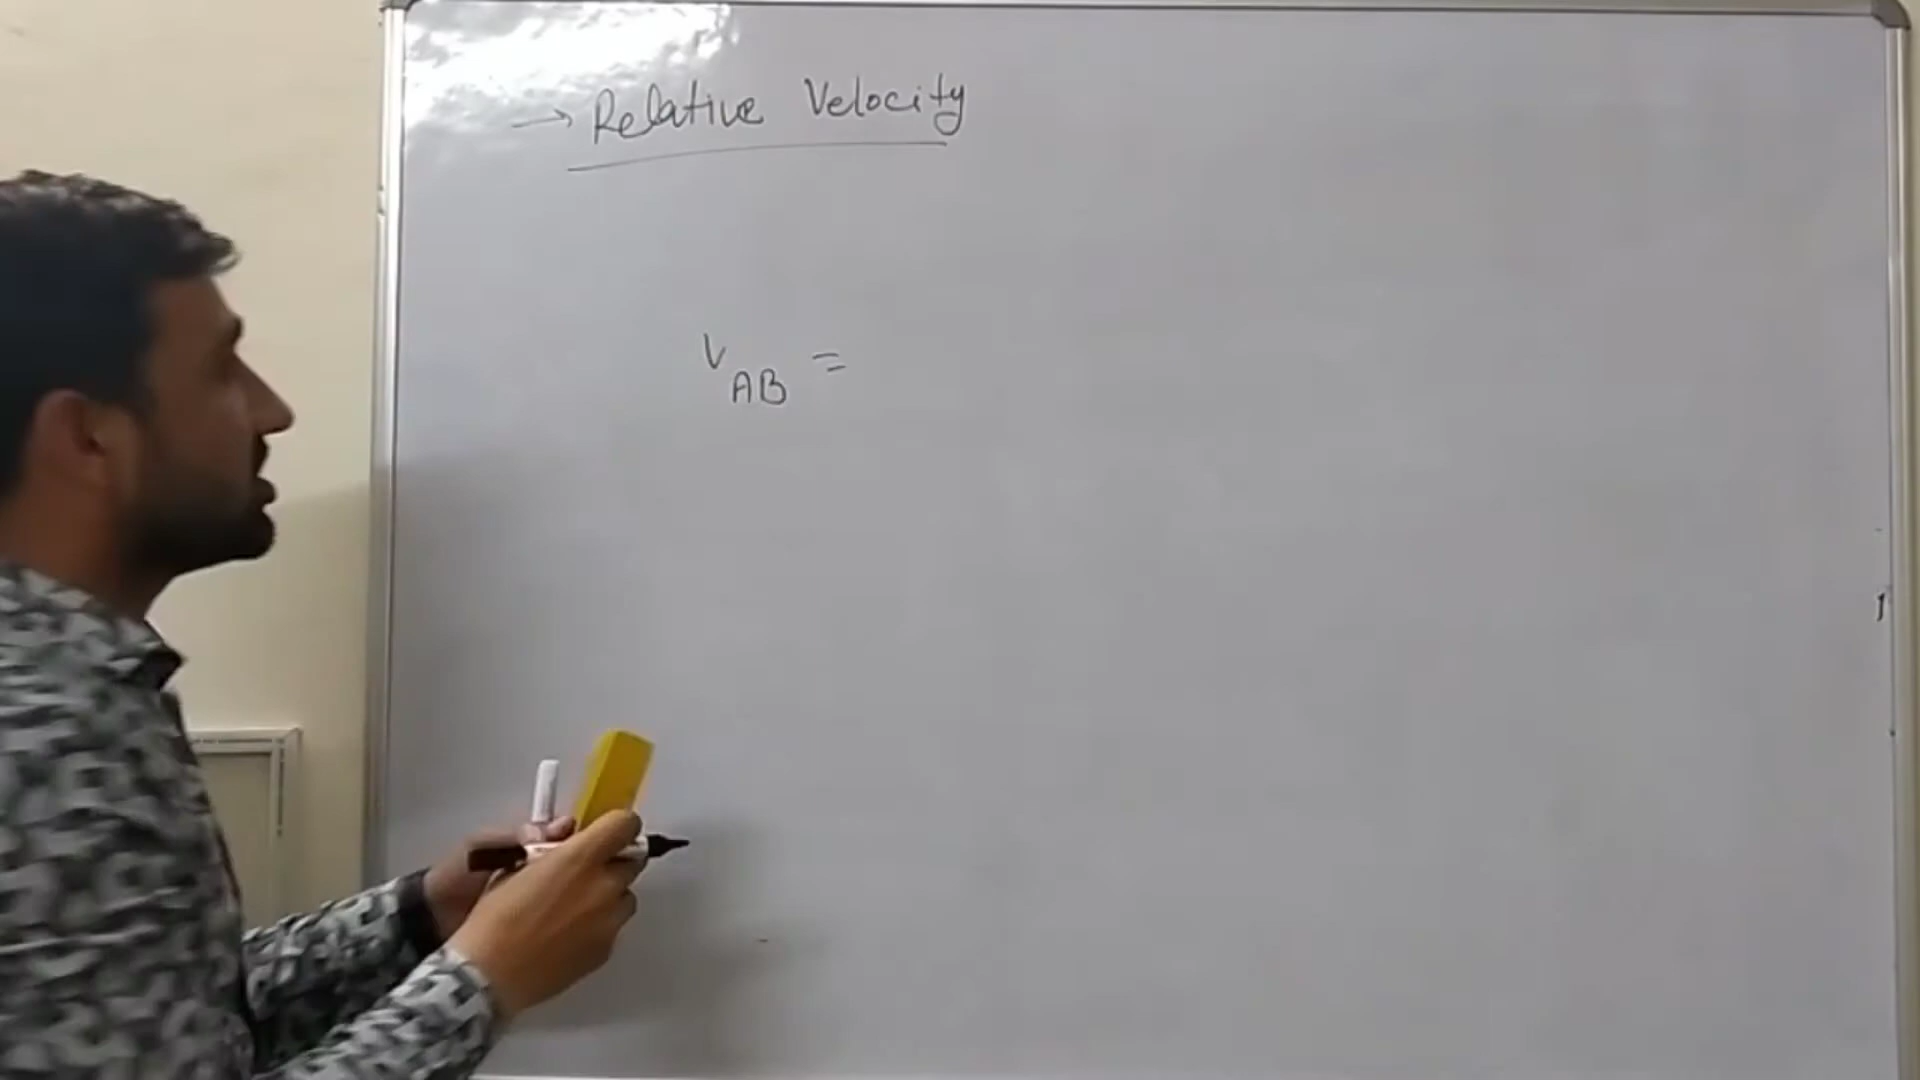 → Relative Velocity
V_AB =